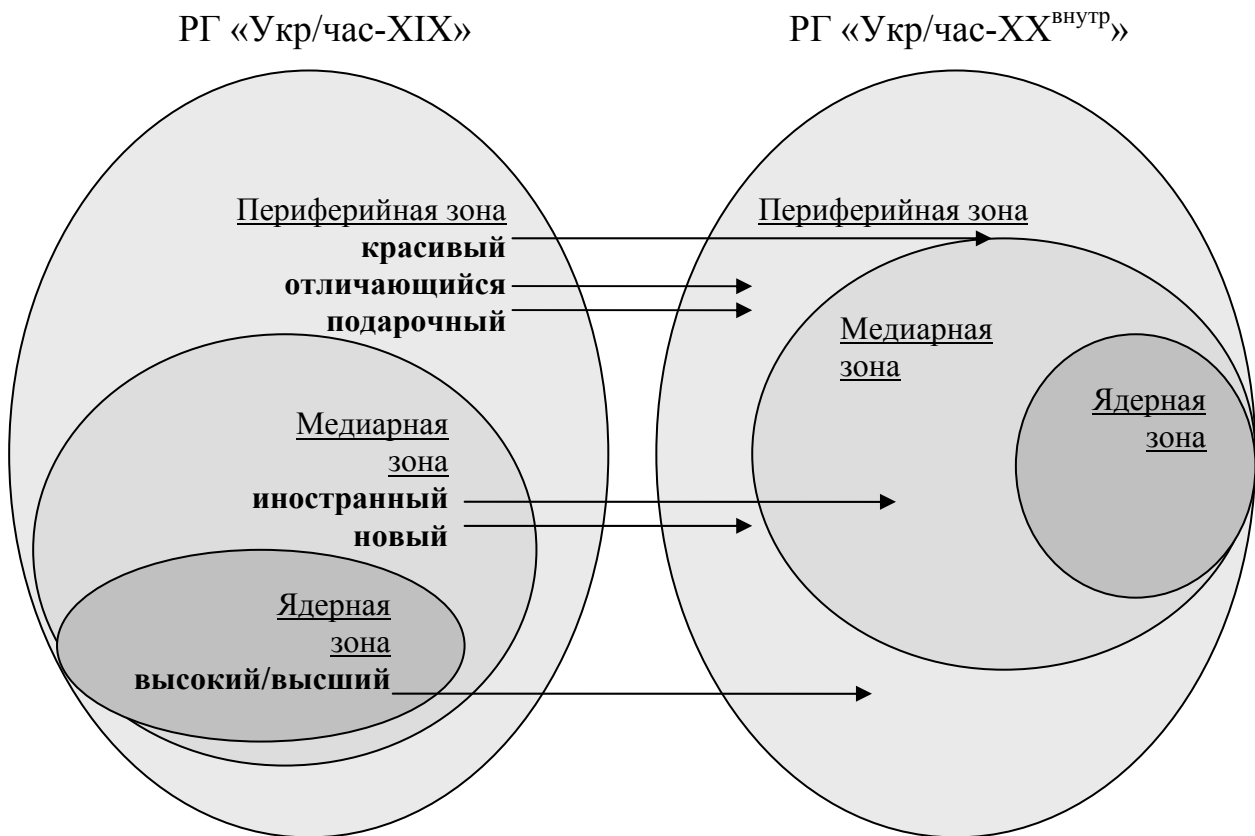 РГ «Укр/час-XIX»
РГ «Укр/час-XX^внутр»
Периферийная зона
красивый
отличающийся
подарочный
Медиарная
зона
иностранный
новый
Ядерная
зона
высокий/высший
Периферийная зона
Медиарная
зона
Ядерная
зона